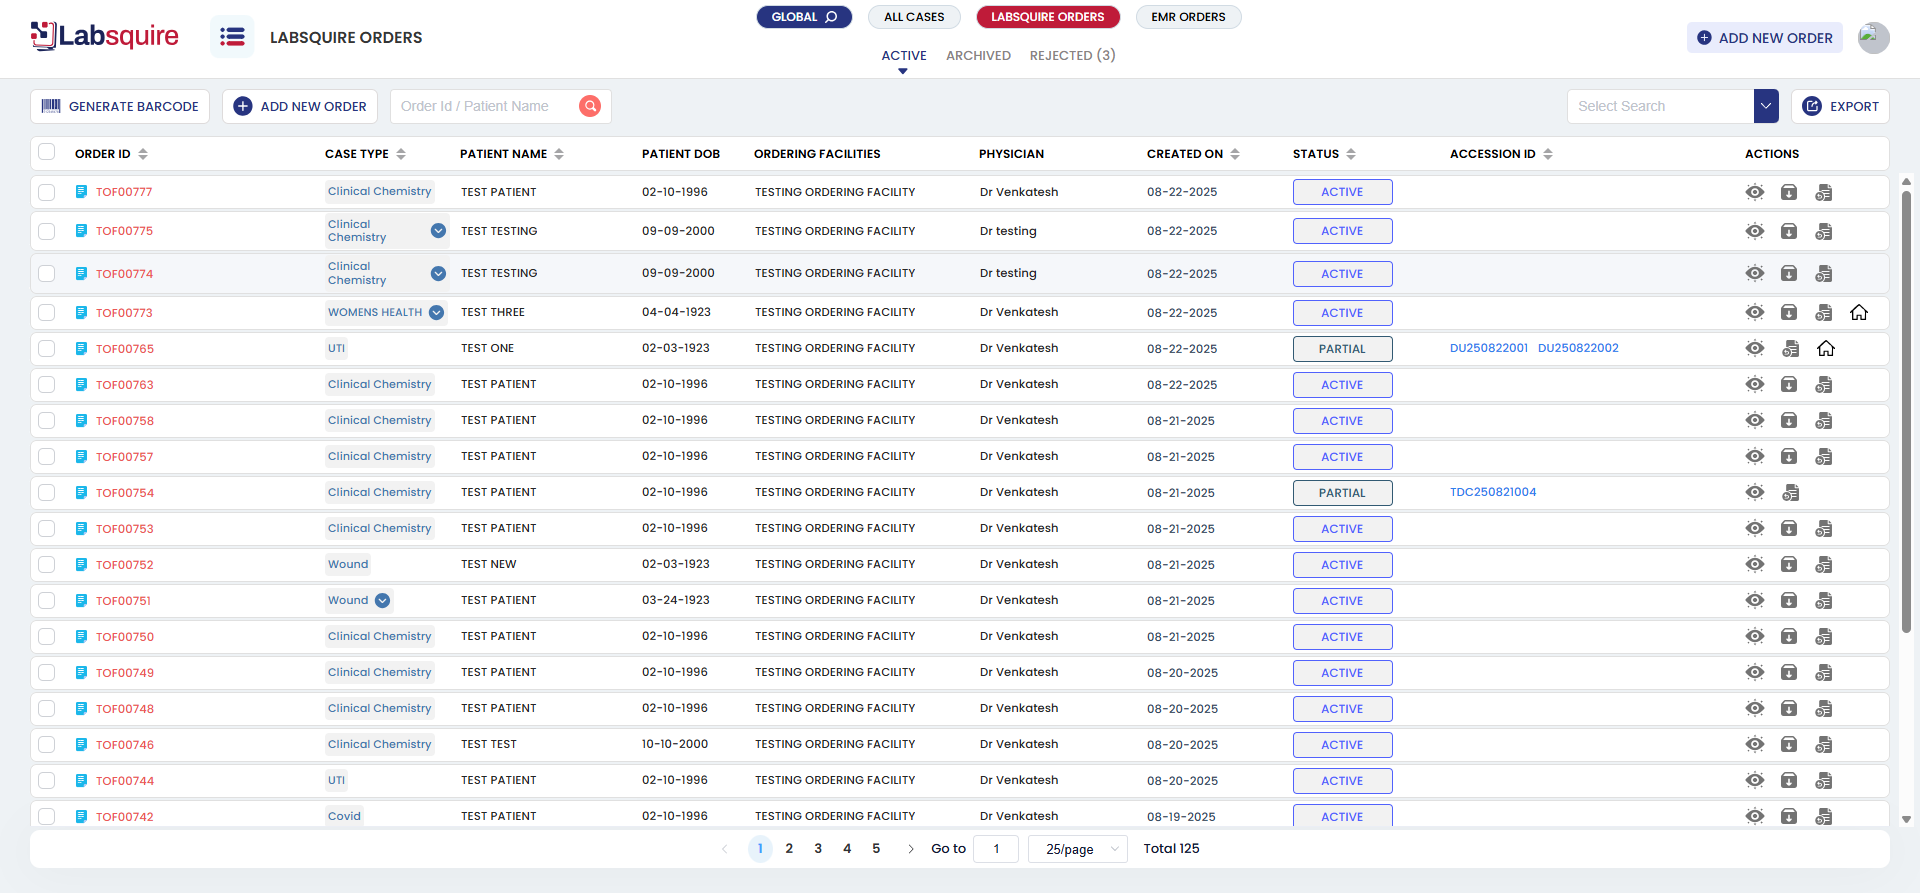 Labsquire
LABSQUIRE ORDERS
GLOBAL
ALL CASES
LABSQUIRE ORDERS
EMR ORDERS
ACTIVE
ARCHIVED
REJECTED (3)
ADD NEW ORDER
GENERATE BARCODE
ADD NEW ORDER
Order Id / Patient Name
Select Search
EXPORT
ORDER ID CASE TYPE PATIENT NAME PATIENT DOB ORDERING FACILITIES PHYSICIAN CREATED ON STATUS ACCESSION ID ACTIONS
TOF00777 Clinical Chemistry TEST PATIENT 02-10-1996 TESTING ORDERING FACILITY Dr Venkatesh 08-22-2025 ACTIVE
TOF00775 Clinical Chemistry TEST TESTING 09-09-2000 TESTING ORDERING FACILITY Dr testing 08-22-2025 ACTIVE
TOF00774 Clinical Chemistry TEST TESTING 09-09-2000 TESTING ORDERING FACILITY Dr testing 08-22-2025 ACTIVE
TOF00773 WOMENS HEALTH TEST THREE 04-04-1923 TESTING ORDERING FACILITY Dr Venkatesh 08-22-2025 ACTIVE
TOF00765 UTI TEST ONE 02-03-1923 TESTING ORDERING FACILITY Dr Venkatesh 08-22-2025 PARTIAL DU250822001 DU250822002
TOF00763 Clinical Chemistry TEST PATIENT 02-10-1996 TESTING ORDERING FACILITY Dr Venkatesh 08-22-2025 ACTIVE
TOF00758 Clinical Chemistry TEST PATIENT 02-10-1996 TESTING ORDERING FACILITY Dr Venkatesh 08-21-2025 ACTIVE
TOF00757 Clinical Chemistry TEST PATIENT 02-10-1996 TESTING ORDERING FACILITY Dr Venkatesh 08-21-2025 ACTIVE
TOF00754 Clinical Chemistry TEST PATIENT 02-10-1996 TESTING ORDERING FACILITY Dr Venkatesh 08-21-2025 PARTIAL TDC250821004
TOF00753 Clinical Chemistry TEST PATIENT 02-10-1996 TESTING ORDERING FACILITY Dr Venkatesh 08-21-2025 ACTIVE
TOF00752 Wound TEST NEW 02-03-1923 TESTING ORDERING FACILITY Dr Venkatesh 08-21-2025 ACTIVE
TOF00751 Wound TEST PATIENT 03-24-1923 TESTING ORDERING FACILITY Dr Venkatesh 08-21-2025 ACTIVE
TOF00750 Clinical Chemistry TEST PATIENT 02-10-1996 TESTING ORDERING FACILITY Dr Venkatesh 08-21-2025 ACTIVE
TOF00749 Clinical Chemistry TEST PATIENT 02-10-1996 TESTING ORDERING FACILITY Dr Venkatesh 08-20-2025 ACTIVE
TOF00748 Clinical Chemistry TEST PATIENT 02-10-1996 TESTING ORDERING FACILITY Dr Venkatesh 08-20-2025 ACTIVE
TOF00746 Clinical Chemistry TEST TEST 10-10-2000 TESTING ORDERING FACILITY Dr Venkatesh 08-20-2025 ACTIVE
TOF00744 UTI TEST PATIENT 02-10-1996 TESTING ORDERING FACILITY Dr Venkatesh 08-20-2025 ACTIVE
TOF00742 Covid TEST PATIENT 02-10-1996 TESTING ORDERING FACILITY Dr Venkatesh 08-19-2025 ACTIVE
1 2 3 4 5 Go to 1 25/page Total 125